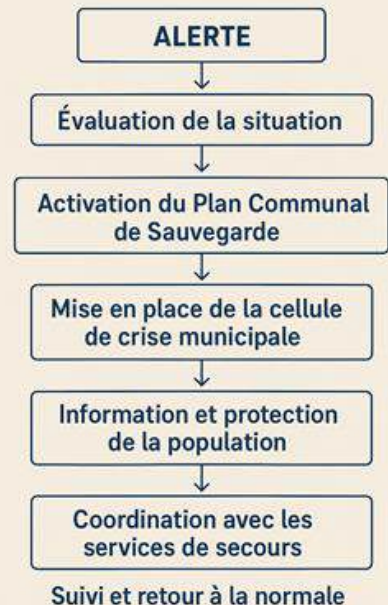 ALERTE
Évaluation de la situation
Activation du Plan Communal
de Sauvegarde
Mise en place de la cellule
de crise municipale
Information et protection
de la population
Coordination avec les
services de secours
Suivi et retour à la normale